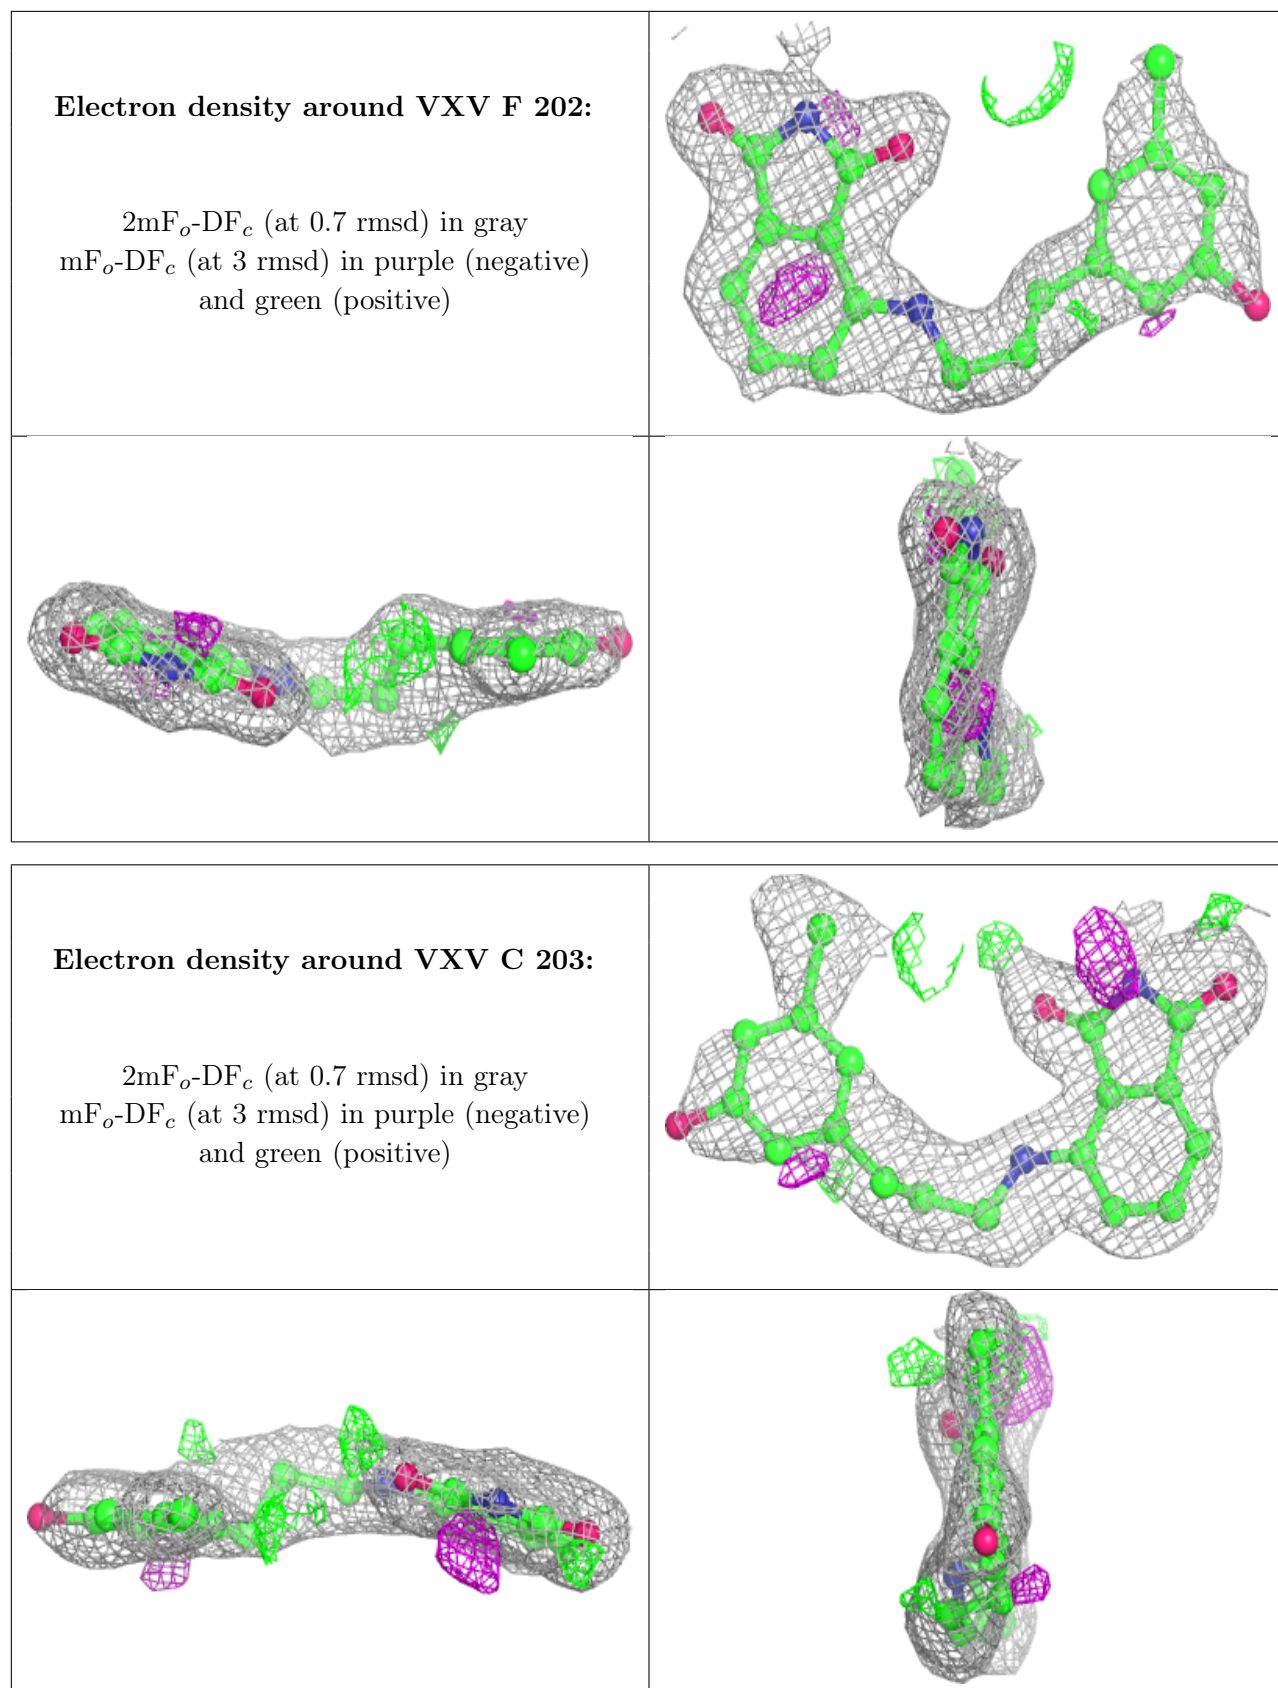 Electron density around VXV F 202:
2mFo-DFc (at 0.7 rmsd) in gray
mFo-DFc (at 3 rmsd) in purple (negative)
and green (positive)
Electron density around VXV C 203:
2mFo-DFc (at 0.7 rmsd) in gray
mFo-DFc (at 3 rmsd) in purple (negative)
and green (positive)